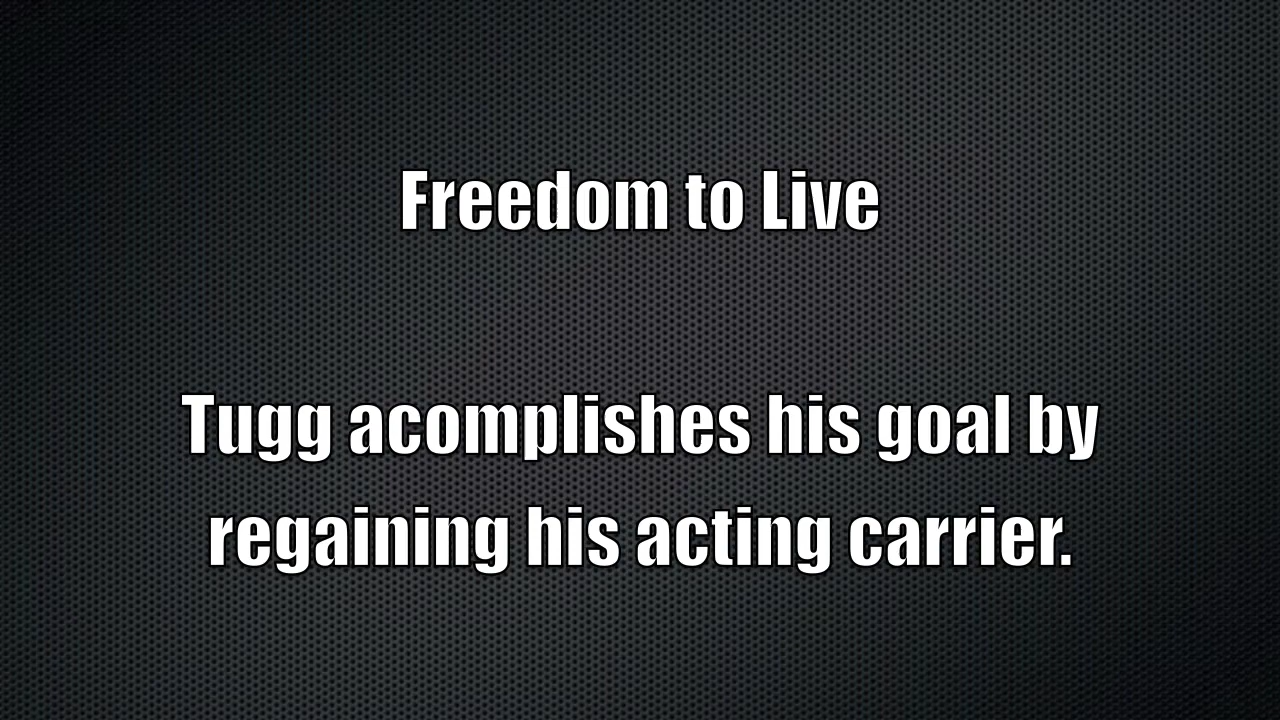 Freedom to Live
Tugg acomplishes his goal by
regaining his acting carrier.